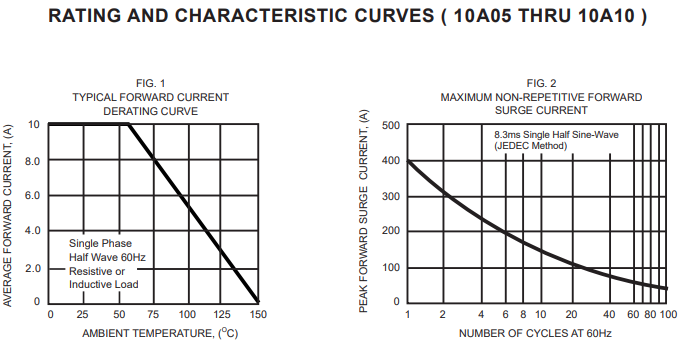 RATING AND CHARACTERISTIC CURVES ( 10A05 THRU 10A10 )
FIG. 1
TYPICAL FORWARD CURRENT
DERATING CURVE
AVERAGE FORWARD CURRENT, (A)
10
8.0
6.0
4.0
2.0
0
Single Phase
Half Wave 60Hz
Resistive or
Inductive Load
0 25 50 75 100 125 150
AMBIENT TEMPERATURE, (°C)
FIG. 2
MAXIMUM NON-REPETITIVE FORWARD
SURGE CURRENT
PEAK FORWARD SURGE CURRENT, (A)
500
400
300
200
100
0
8.3ms Single Half Sine-Wave
(JEDEC Method)
1 2 4 6 8 10 20 40 60 80 100
NUMBER OF CYCLES AT 60Hz